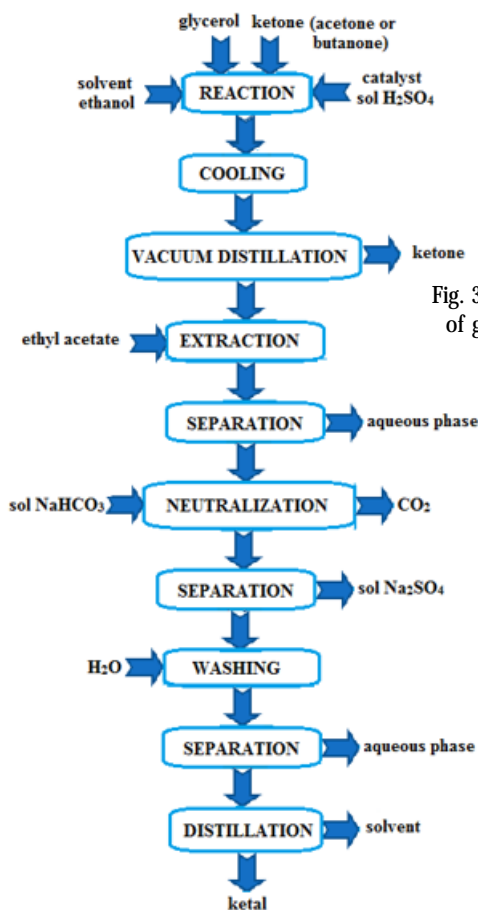 glycerol ketone (acetone or
butanone)
solvent
ethanol
REACTION
catalyst
sol H₂SO₄
COOLING
VACUUM DISTILLATION
ketone
Fig. 3
of g
ethyl acetate
EXTRACTION
SEPARATION
aqueous phase
sol NaHCO₃
NEUTRALIZATION
CO₂
SEPARATION
sol Na₂SO₄
H₂O
WASHING
SEPARATION
aqueous phase
DISTILLATION
solvent
ketal